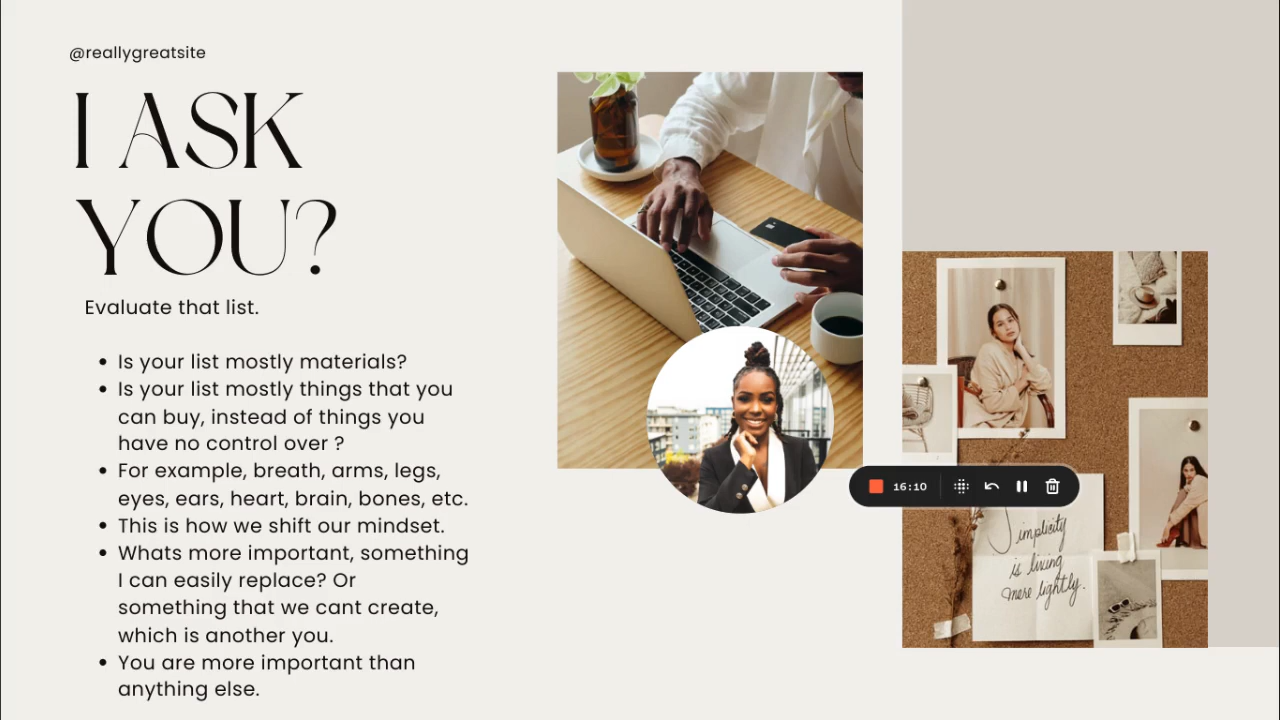 @reallygreatsite
I ASK
YOU?
Evaluate that list.
• Is your list mostly materials?
• Is your list mostly things that you
can buy, instead of things you
have no control over ?
• For example, breath, arms, legs,
eyes, ears, heart, brain, bones, etc.
• This is how we shift our mindset.
• Whats more important, something
I can easily replace? Or
something that we cant create,
which is another you.
• You are more important than
anything else.
16:10
Simplicity
is living
more lightly.